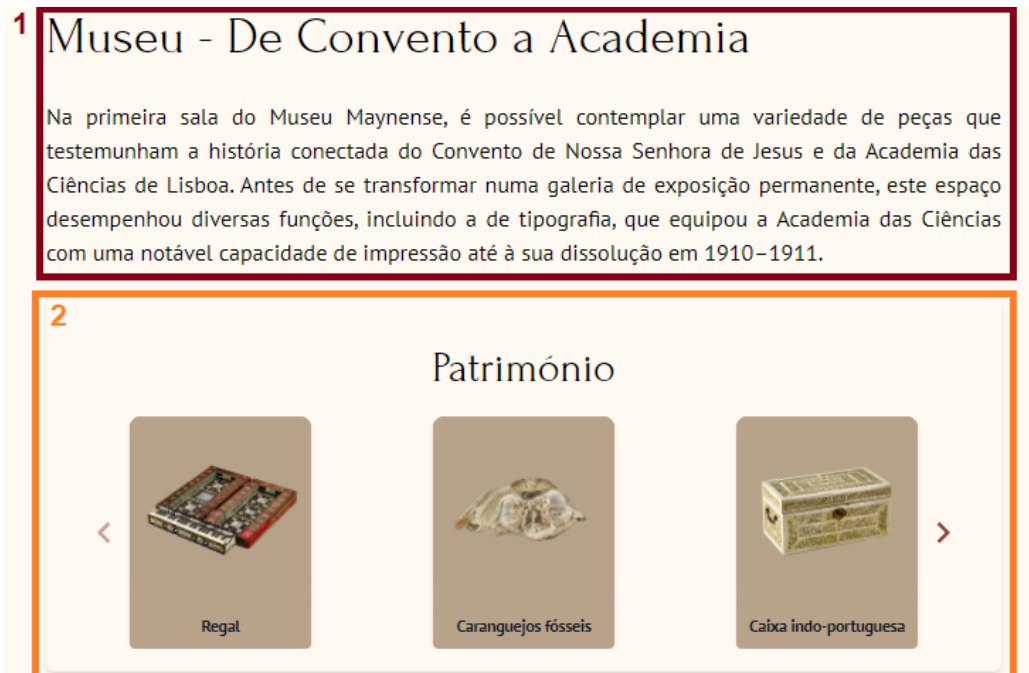 1
Museu - De Convento a Academia
Na primeira sala do Museu Maynense, é possível contemplar uma variedade de peças que
testemunham a história conectada do Convento de Nossa Senhora de Jesus e da Academia das
Ciências de Lisboa. Antes de se transformar numa galeria de exposição permanente, este espaço
desempenhou diversas funções, incluindo a de tipografia, que equipou a Academia das Ciências
com uma notável capacidade de impressão até à sua dissolução em 1910–1911.
2
Património
Regal
Caranguejos fósseis
Caixa indo-portuguesa